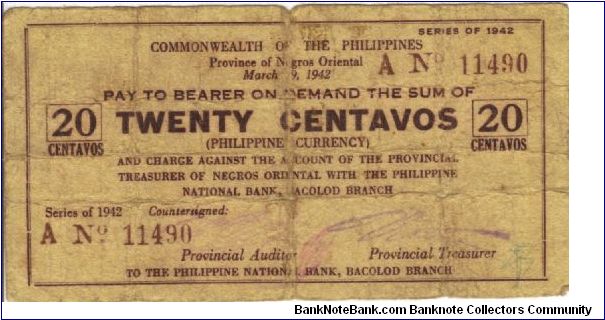 SERIES OF 1942
COMMONWEALTH OF THE PHILIPPINES
Province of Negros Oriental
March 9, 1942
A Nº 11490
PAY TO BEARER ON DEMAND THE SUM OF
20 CENTAVOS
TWENTY CENTAVOS
20 CENTAVOS
(PHILIPPINE CURRENCY)
AND CHARGE AGAINST THE ACCOUNT OF THE PROVINCIAL
TREASURER OF NEGROS ORIENTAL WITH THE PHILIPPINE
NATIONAL BANK, BACOLOD BRANCH
Series of 1942 Countersigned:
A Nº 11490
Provincial Auditor Provincial Treasurer
TO THE PHILIPPINE NATIONAL BANK, BACOLOD BRANCH
BankNoteBank.com Banknote Collectors Community